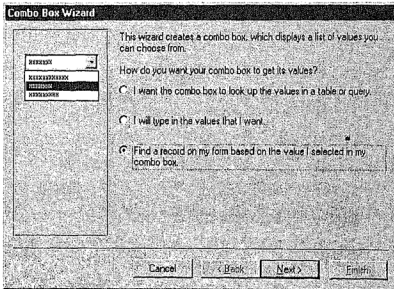 Combo Box Wizard
This wizard creates a combo box, which displays a list of values you
can choose from.
How do you want your combo box to get its values?
I want the combo box to look up the values in a table or query.
I will type in the values that I want.
Find a record on my form based on the value I selected in my
combo box.
Cancel < Back Next > Finish